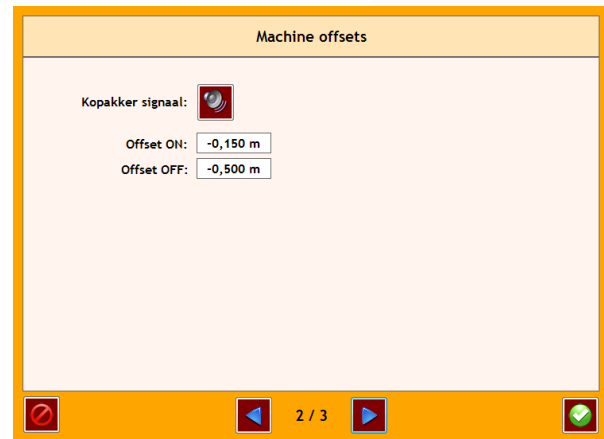 Machine offsets
Kopakker signaal:
Offset ON: -0,150 m
Offset OFF: -0,500 m
2 / 3